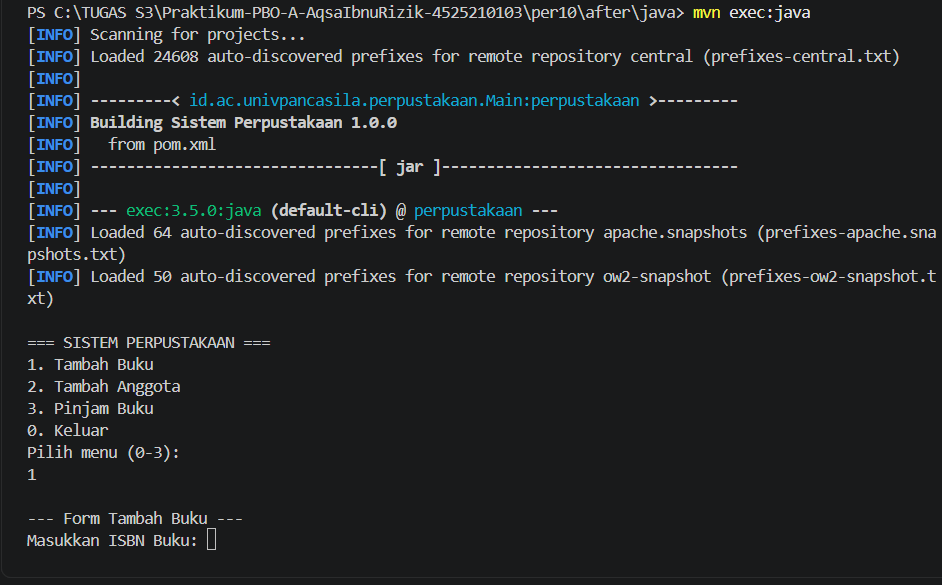 PS C:\TUGAS S3\Praktikum-PBO-A-AqsaIbnuRizik-4525210103\per10\after\java> mvn exec:java
[INFO] Scanning for projects...
[INFO] Loaded 24608 auto-discovered prefixes for remote repository central (prefixes-central.txt)
[INFO]
[INFO] ---------< id.ac.univpancasila.perpustakaan.Main:perpustakaan >---------
[INFO] Building Sistem Perpustakaan 1.0.0
[INFO]   from pom.xml
[INFO] --------------------------------[ jar ]---------------------------------
[INFO]
[INFO] --- exec:3.5.0:java (default-cli) @ perpustakaan ---
[INFO] Loaded 64 auto-discovered prefixes for remote repository apache.snapshots (prefixes-apache.sna
pshots.txt)
[INFO] Loaded 50 auto-discovered prefixes for remote repository ow2-snapshot (prefixes-ow2-snapshot.t
xt)

=== SISTEM PERPUSTAKAAN ===
1. Tambah Buku
2. Tambah Anggota
3. Pinjam Buku
0. Keluar
Pilih menu (0-3):
1

--- Form Tambah Buku ---
Masukkan ISBN Buku: